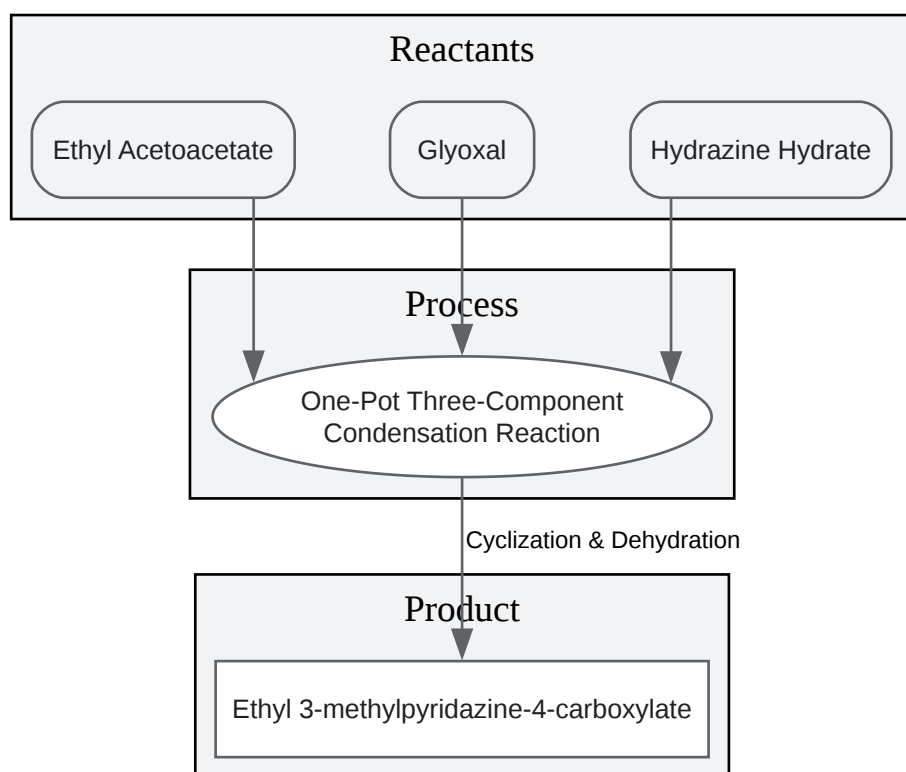 Reactants
Ethyl Acetoacetate
Glyoxal
Hydrazine Hydrate
Process
One-Pot Three-Component
Condensation Reaction
Cyclization & Dehydration
Product
Ethyl 3-methylpyridazine-4-carboxylate